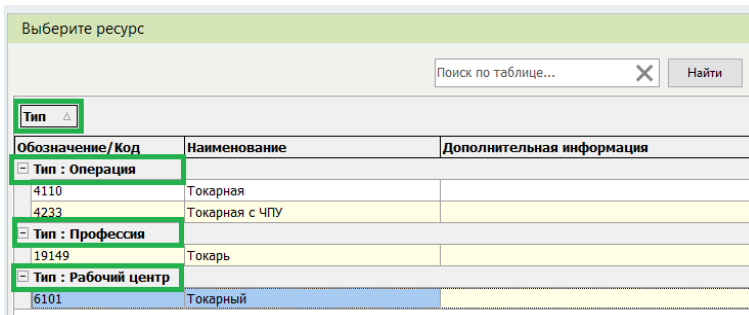 Выберите ресурс
Поиск по таблице... Найти
Тип
Обозначение/Код Наименование Дополнительная информация
Тип : Операция
4110 Токарная
4233 Токарная с ЧПУ
Тип : Профессия
19149 Токарь
Тип : Рабочий центр
6101 Токарный